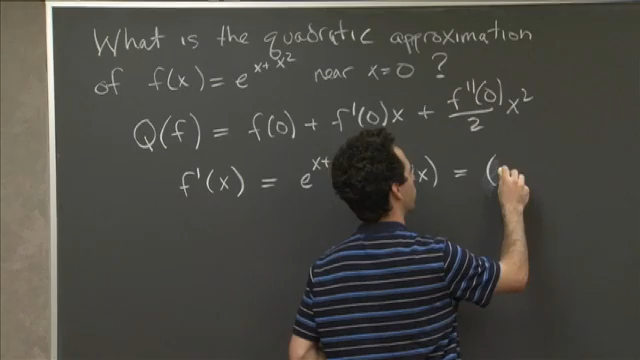 What is the quadratic approximation
of f(x) = e^{x+x^2} near x=0 ?
Q(f) = f(0) + f'(0)x + f''(0)/2 x^2
f'(x) = e^{x+ x) = (